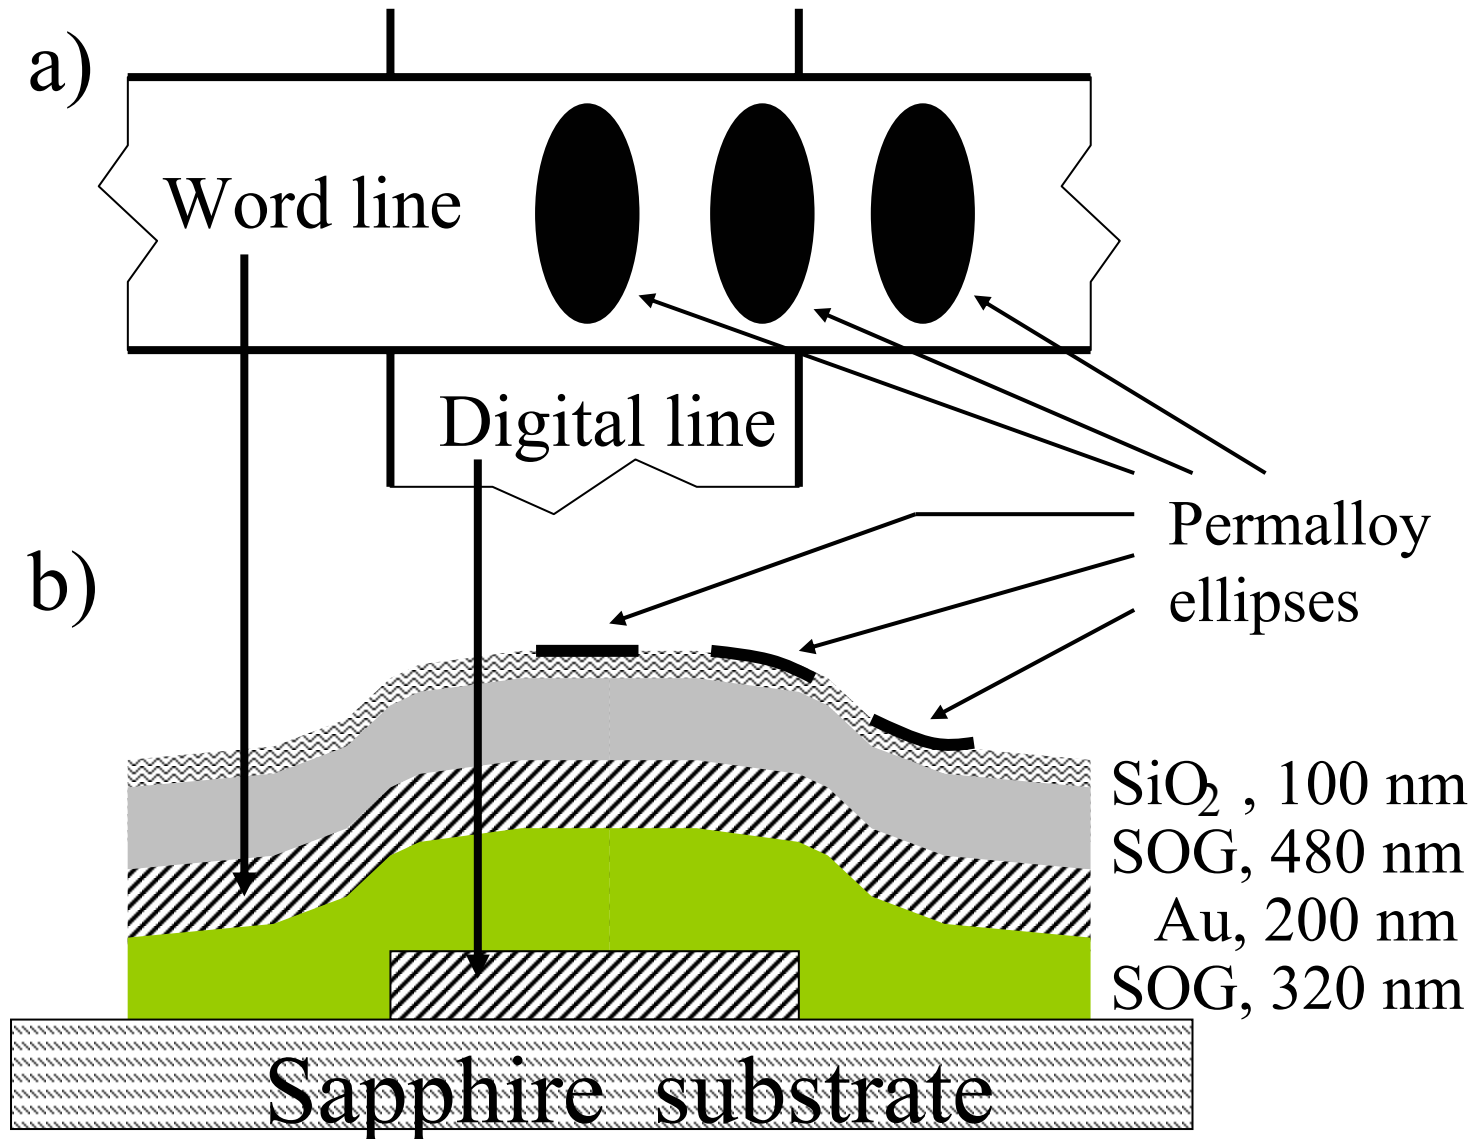 a)
Word line
Digital line
Permalloy
ellipses
b)
SiO2 , 100 nm
SOG, 480 nm
Au, 200 nm
SOG, 320 nm
Sapphire substrate